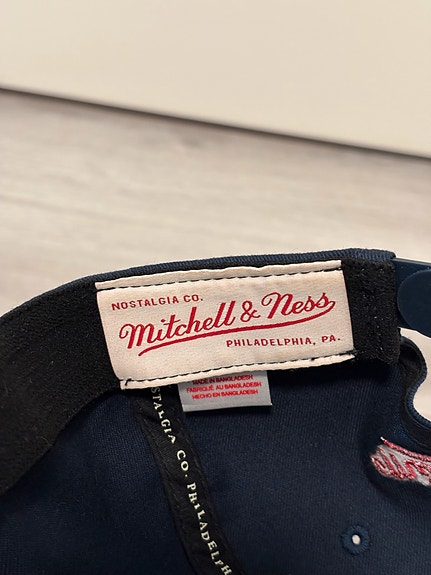 NOSTALGIA CO.
Mitchell & Ness
PHILADELPHIA, PA.
MADE IN BANGLADESH
FABRIQUÉ AU BANGLADESH
HECHO EN BANGLADESH
STALGIA CO. PHILADELPH